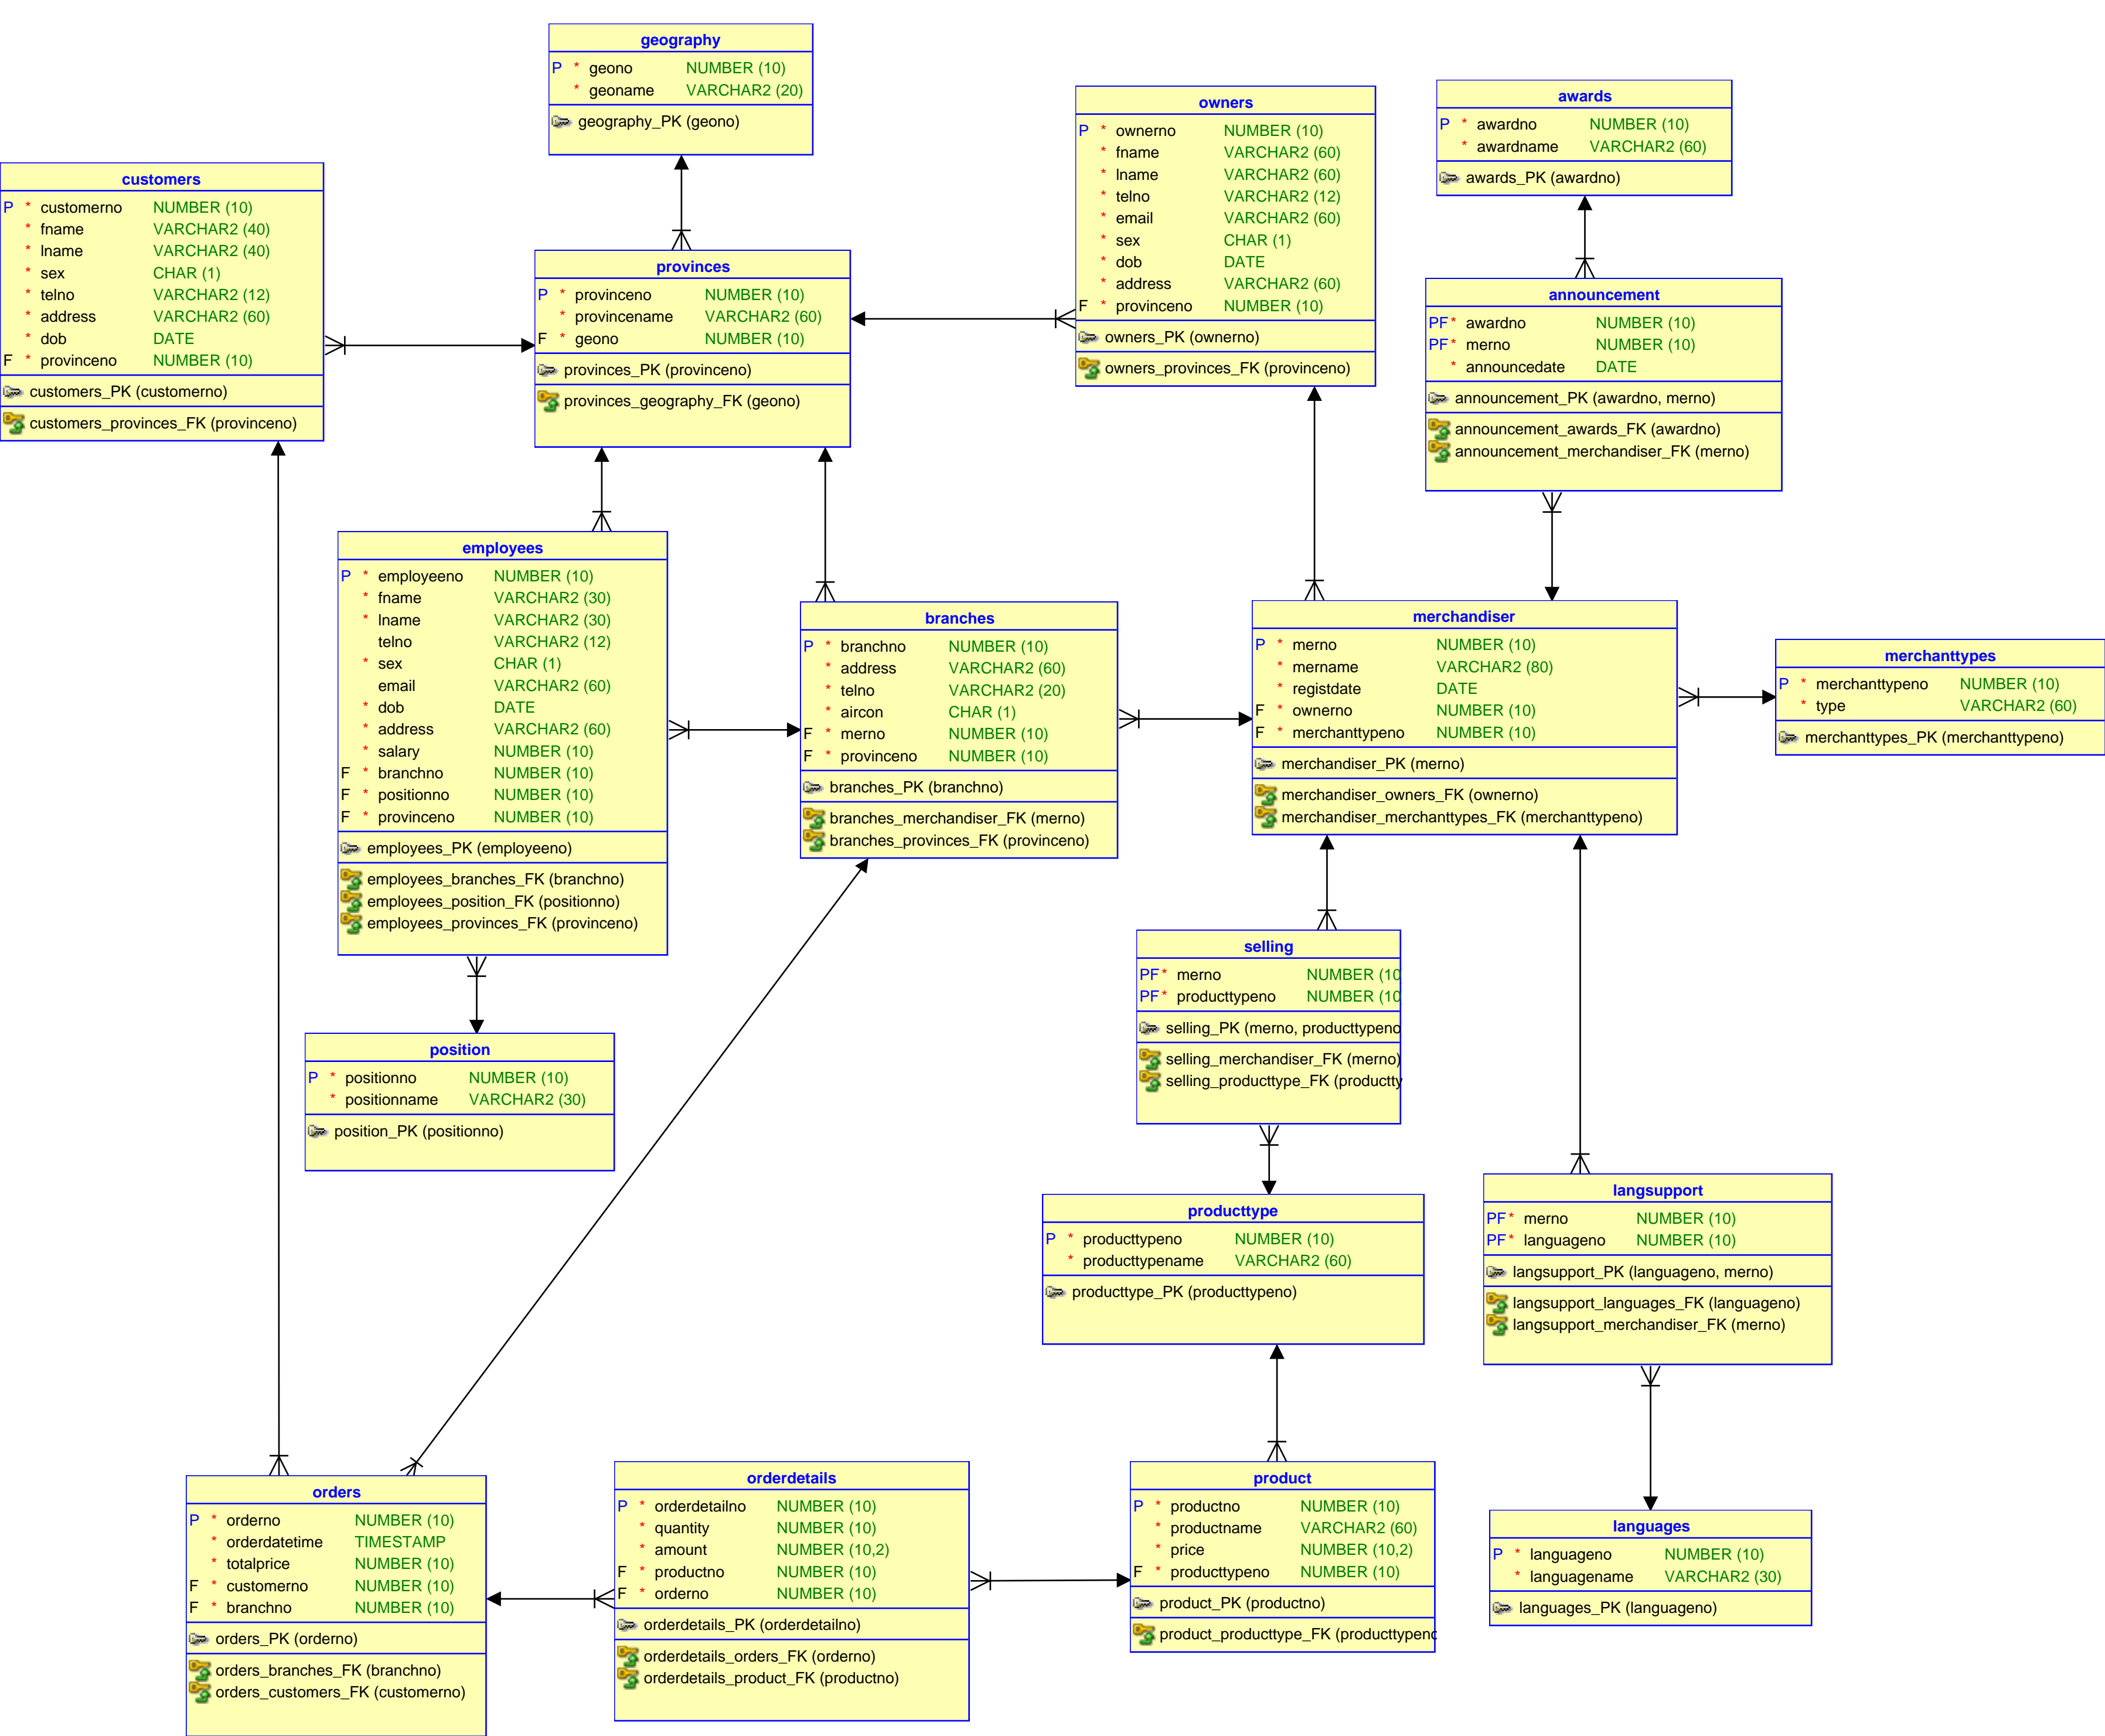 geography
P * geono NUMBER (10)
* geoname VARCHAR2 (20)
geography_PK (geono)
owners
P * ownerno NUMBER (10)
* fname VARCHAR2 (60)
* lname VARCHAR2 (60)
* telno VARCHAR2 (12)
* email VARCHAR2 (60)
* sex CHAR (1)
* dob DATE
* address VARCHAR2 (60)
F * provinceno NUMBER (10)
owners_PK (ownerno)
owners_provinces_FK (provinceno)
awards
P * awardno NUMBER (10)
* awardname VARCHAR2 (60)
awards_PK (awardno)
customers
P * customerno NUMBER (10)
* fname VARCHAR2 (40)
* lname VARCHAR2 (40)
* sex CHAR (1)
* telno VARCHAR2 (12)
* address VARCHAR2 (60)
* dob DATE
F * provinceno NUMBER (10)
customers_PK (customerno)
customers_provinces_FK (provinceno)
provinces
P * provinceno NUMBER (10)
* provincename VARCHAR2 (60)
F * geono NUMBER (10)
provinces_PK (provinceno)
provinces_geography_FK (geono)
announcement
PF* awardno NUMBER (10)
PF* merno NUMBER (10)
* announcedate DATE
announcement_PK (awardno, merno)
announcement_awards_FK (awardno)
announcement_merchandiser_FK (merno)
employees
P * employeeno NUMBER (10)
* fname VARCHAR2 (30)
* lname VARCHAR2 (30)
telno VARCHAR2 (12)
* sex CHAR (1)
email VARCHAR2 (60)
* dob DATE
* address VARCHAR2 (60)
* salary NUMBER (10)
F * branchno NUMBER (10)
F * positionno NUMBER (10)
F * provinceno NUMBER (10)
employees_PK (employeeno)
employees_branches_FK (branchno)
employees_position_FK (positionno)
employees_provinces_FK (provinceno)
branches
P * branchno NUMBER (10)
* address VARCHAR2 (60)
* telno VARCHAR2 (20)
* aircon CHAR (1)
F * merno NUMBER (10)
F * provinceno NUMBER (10)
branches_PK (branchno)
branches_merchandiser_FK (merno)
branches_provinces_FK (provinceno)
merchandiser
P * merno NUMBER (10)
* mername VARCHAR2 (80)
* registdate DATE
F * ownerno NUMBER (10)
F * merchanttypeno NUMBER (10)
merchandiser_PK (merno)
merchandiser_owners_FK (ownerno)
merchandiser_merchanttypes_FK (merchanttypeno)
merchanttypes
P * merchanttypeno NUMBER (10)
* type VARCHAR2 (60)
merchanttypes_PK (merchanttypeno)
position
P * positionno NUMBER (10)
* positionname VARCHAR2 (30)
position_PK (positionno)
selling
PF* merno NUMBER (10
PF* producttypeno NUMBER (10
selling_PK (merno, producttypeno
selling_merchandiser_FK (merno)
selling_producttype_FK (productty
producttype
P * producttypeno NUMBER (10)
* producttypename VARCHAR2 (60)
producttype_PK (producttypeno)
langsupport
PF* merno NUMBER (10)
PF* languageno NUMBER (10)
langsupport_PK (languageno, merno)
langsupport_languages_FK (languageno)
langsupport_merchandiser_FK (merno)
orders
P * orderno NUMBER (10)
* orderdatetime TIMESTAMP
* totalprice NUMBER (10)
F * customerno NUMBER (10)
F * branchno NUMBER (10)
orders_PK (orderno)
orders_branches_FK (branchno)
orders_customers_FK (customerno)
orderdetails
P * orderdetailno NUMBER (10)
* quantity NUMBER (10)
* amount NUMBER (10,2)
F * productno NUMBER (10)
F * orderno NUMBER (10)
orderdetails_PK (orderdetailno)
orderdetails_orders_FK (orderno)
orderdetails_product_FK (productno)
product
P * productno NUMBER (10)
* productname VARCHAR2 (60)
* price NUMBER (10,2)
F * producttypeno NUMBER (10)
product_PK (productno)
product_producttype_FK (producttypeno
languages
P * languageno NUMBER (10)
* languagename VARCHAR2 (30)
languages_PK (languageno)